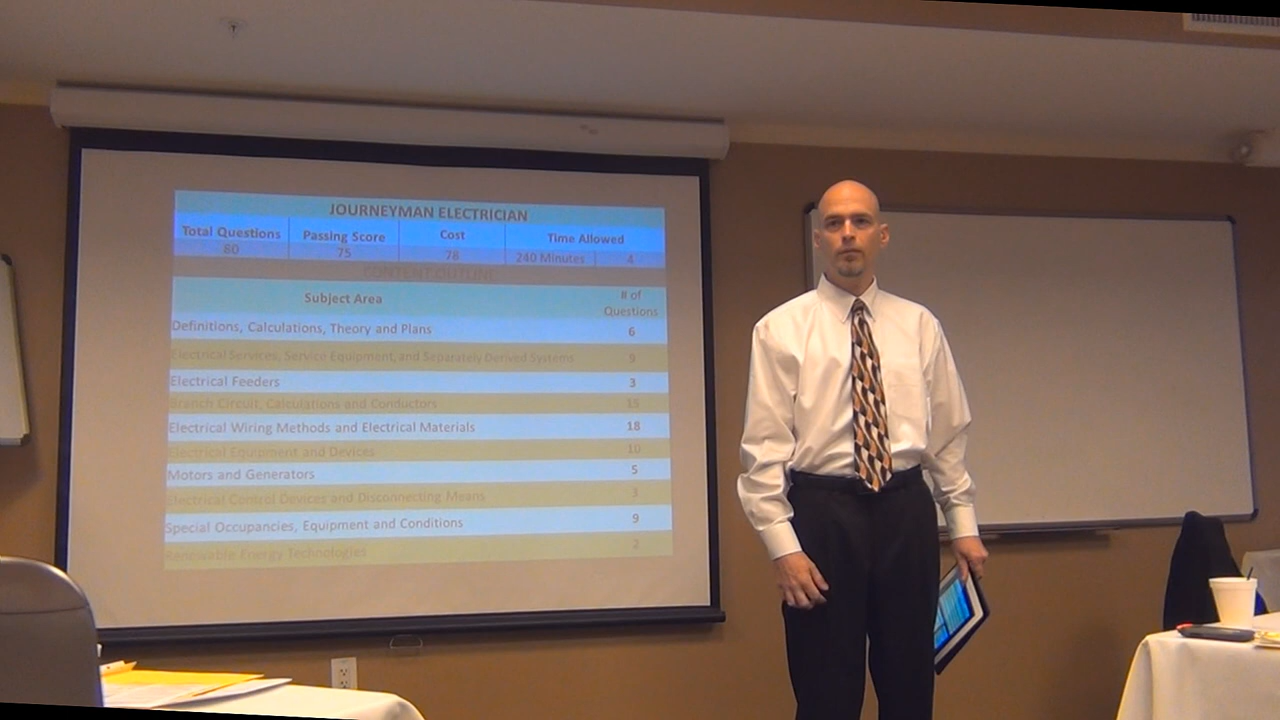 JOURNEYMAN ELECTRICIAN
Total Questions Passing Score Cost Time Allowed
80 75 78 240 Minutes 4
CONTENT OUTLINE
Subject Area # of Questions
Definitions, Calculations, Theory and Plans 6
Electrical Services, Service Equipment, and Separately Derived Systems 9
Electrical Feeders 3
Branch Circuit, Calculations and Conductors 15
Electrical Wiring Methods and Electrical Materials 18
Electrical Equipment and Devices 10
Motors and Generators 5
Electrical Control Devices and Disconnecting Means 3
Special Occupancies, Equipment and Conditions 9
Renewable Energy Technologies 2